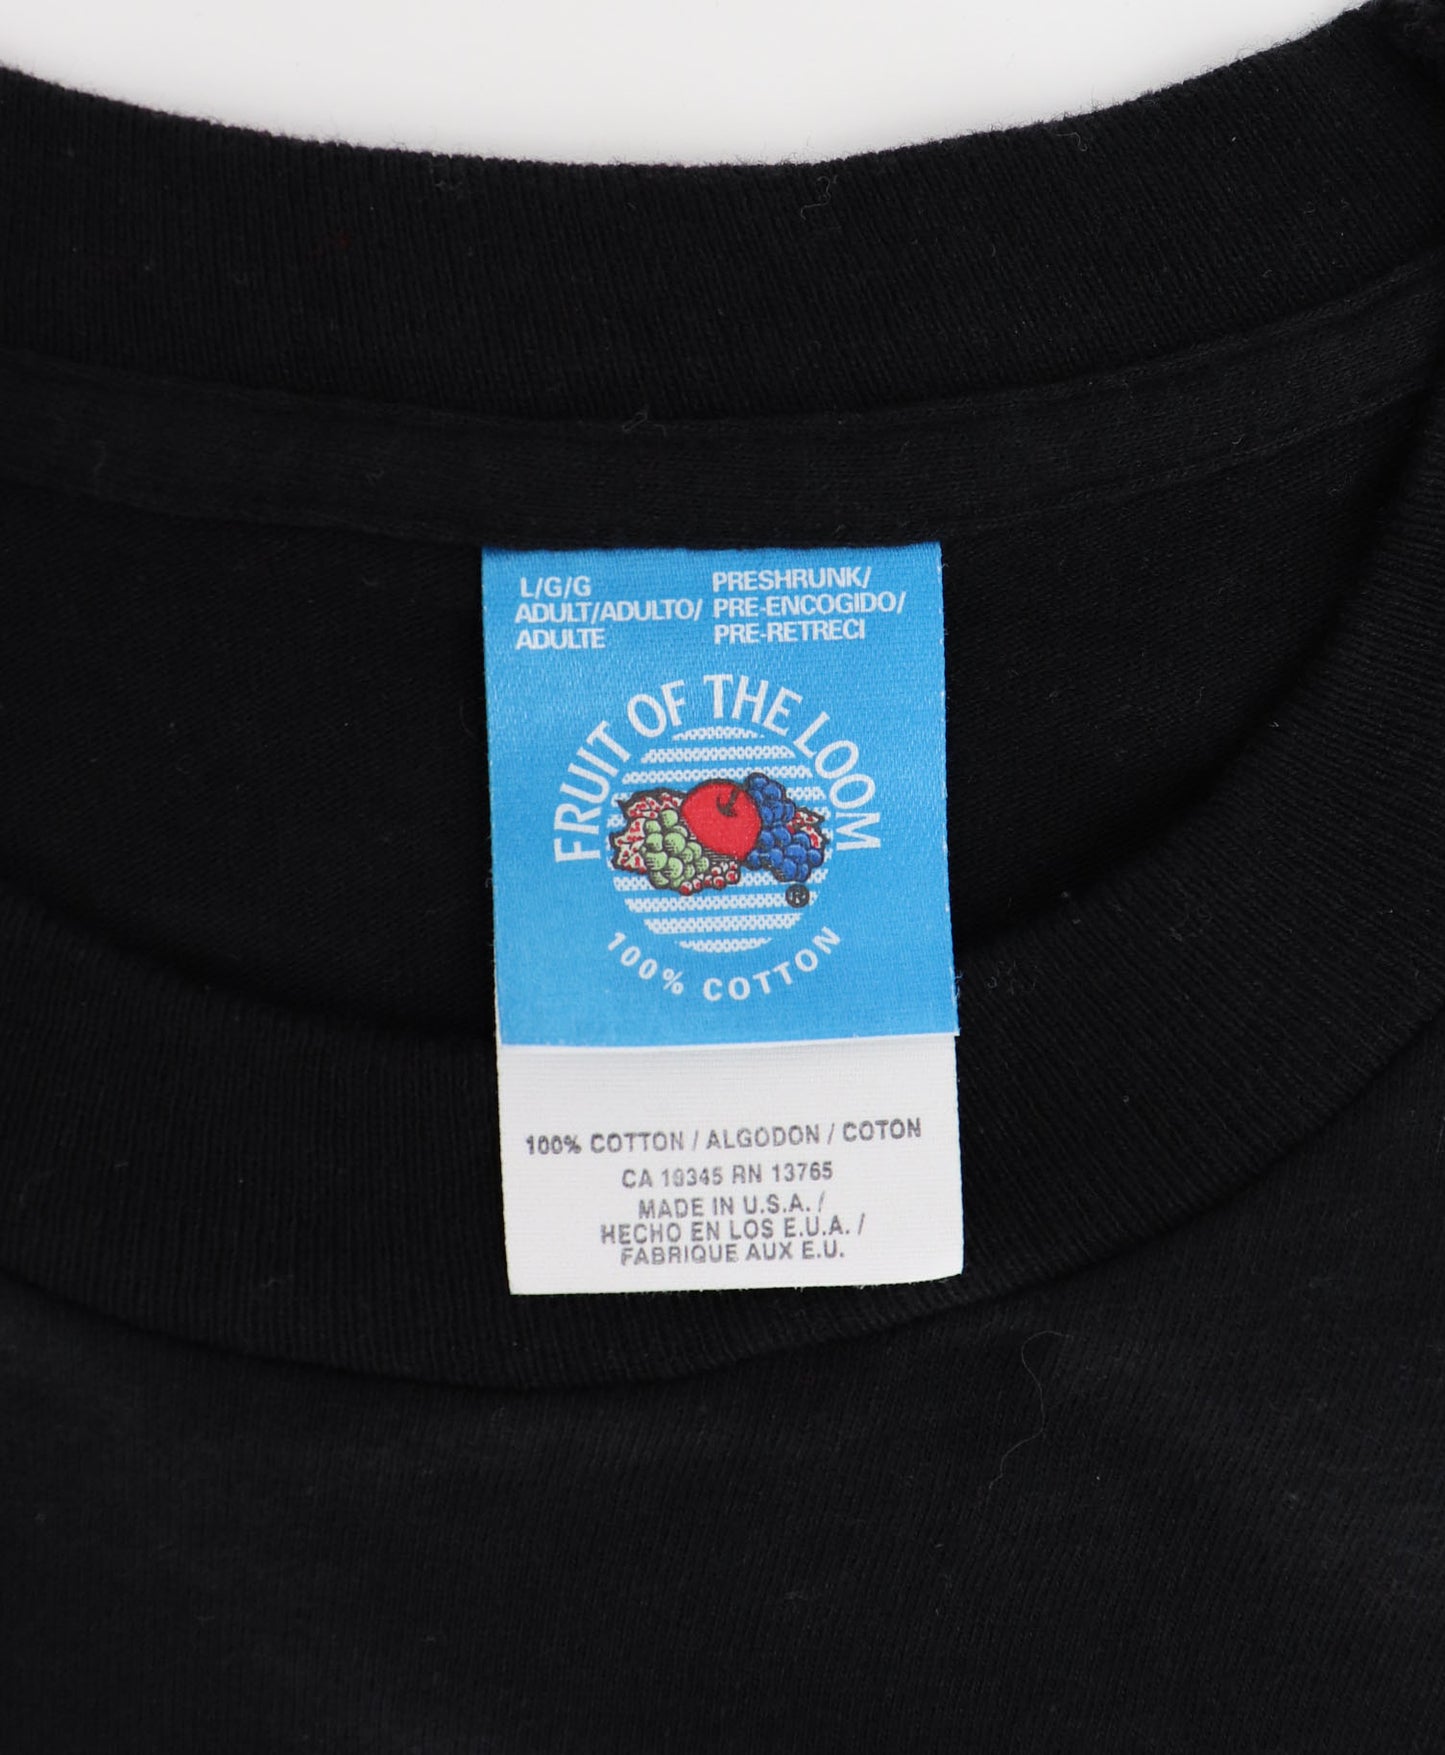 L/G/G
ADULT/ADULTO/
ADULTE
PRESHRUNK/
PRE-ENCOGIDO/
PRE-RETRECI
FRUIT OF THE LOOM
®
100% COTTON
100% COTTON / ALGODON / COTON
CA 19345 RN 13765
MADE IN U.S.A. /
HECHO EN LOS E.U.A. /
FABRIQUE AUX E.U.